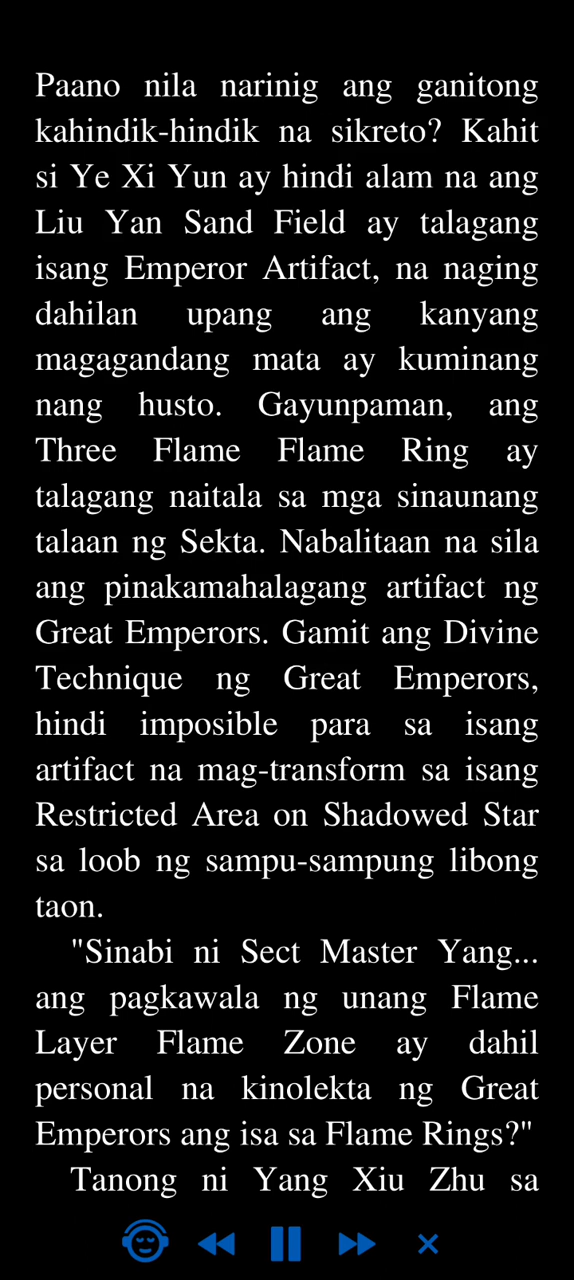 Paano nila narinig ang ganitong
kahindik-hindik na sikreto? Kahit
si Ye Xi Yun ay hindi alam na ang
Liu Yan Sand Field ay talagang
isang Emperor Artifact, na naging
dahilan upang ang kanyang
magagandang mata ay kuminang
nang husto. Gayunpaman, ang
Three Flame Flame Ring ay
talagang naitala sa mga sinaunang
talaan ng Sekta. Nabalitaan na sila
ang pinakamahalagang artifact ng
Great Emperors. Gamit ang Divine
Technique ng Great Emperors,
hindi imposible para sa isang
artifact na mag-transform sa isang
Restricted Area on Shadowed Star
sa loob ng sampu-sampung libong
taon.
"Sinabi ni Sect Master Yang...
ang pagkawala ng unang Flame
Layer Flame Zone ay dahil
personal na kinolekta ng Great
Emperors ang isa sa Flame Rings?"
Tanong ni Yang Xiu Zhu sa